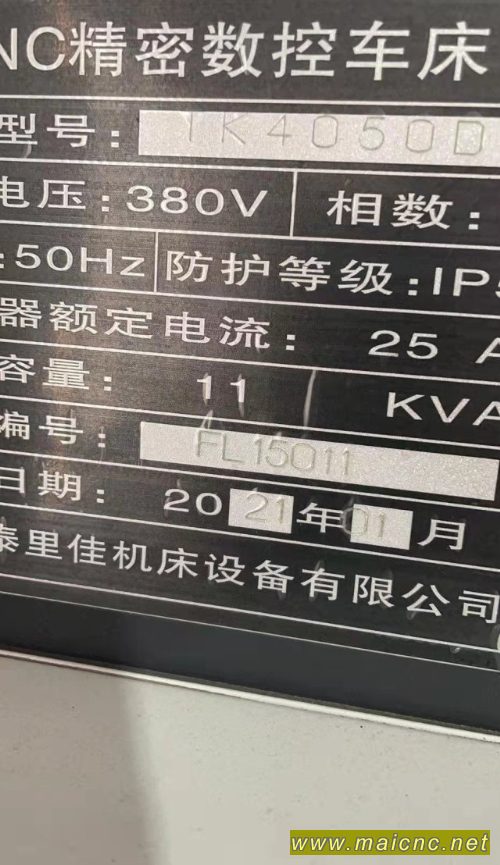 NC精密数控车床
型号: TK4050D
电压: 380V 相数:
: 50Hz 防护等级: IP5
器额定电流: 25 A
容量: 11 KVA
编号: FL15011
日期: 2021年01月
泰里佳机床设备有限公司
www.maicnc.net